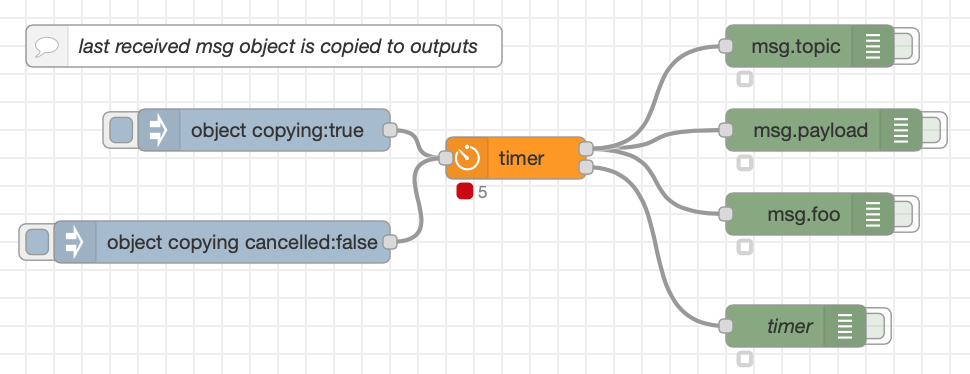 last received msg object is copied to outputs
msg.topic
object copying:true
msg.payload
timer
5
msg.foo
object copying cancelled:false
timer